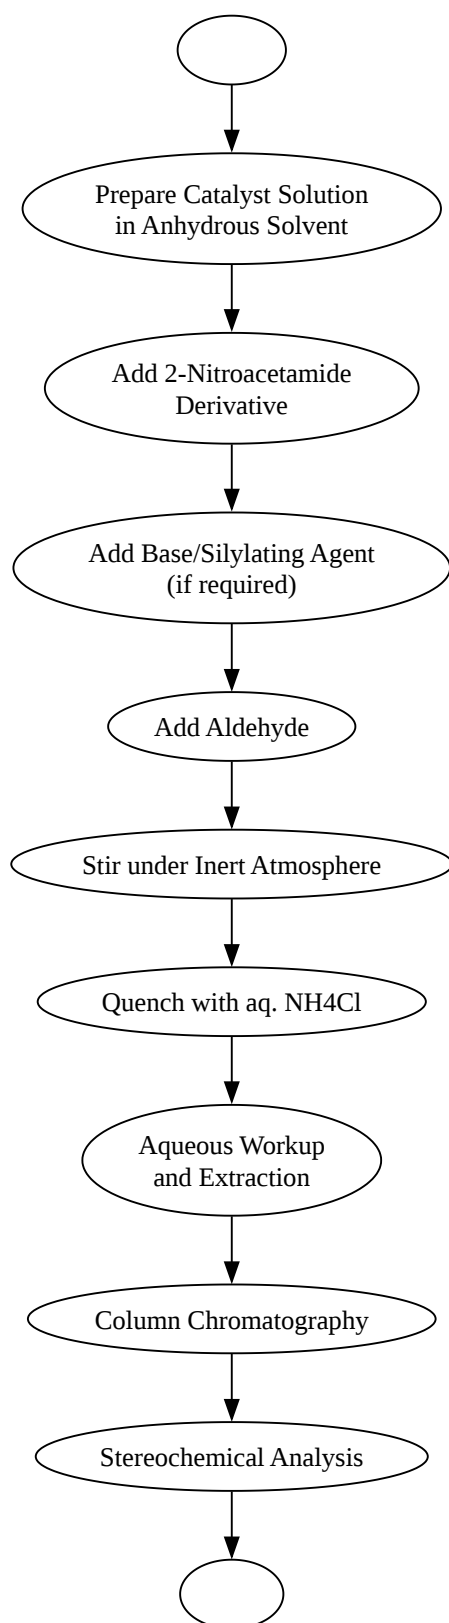 Prepare Catalyst Solution
in Anhydrous Solvent
Add 2-Nitroacetamide
Derivative
Add Base/Silylating Agent
(if required)
Add Aldehyde
Stir under Inert Atmosphere
Quench with aq. NH4Cl
Aqueous Workup
and Extraction
Column Chromatography
Stereochemical Analysis